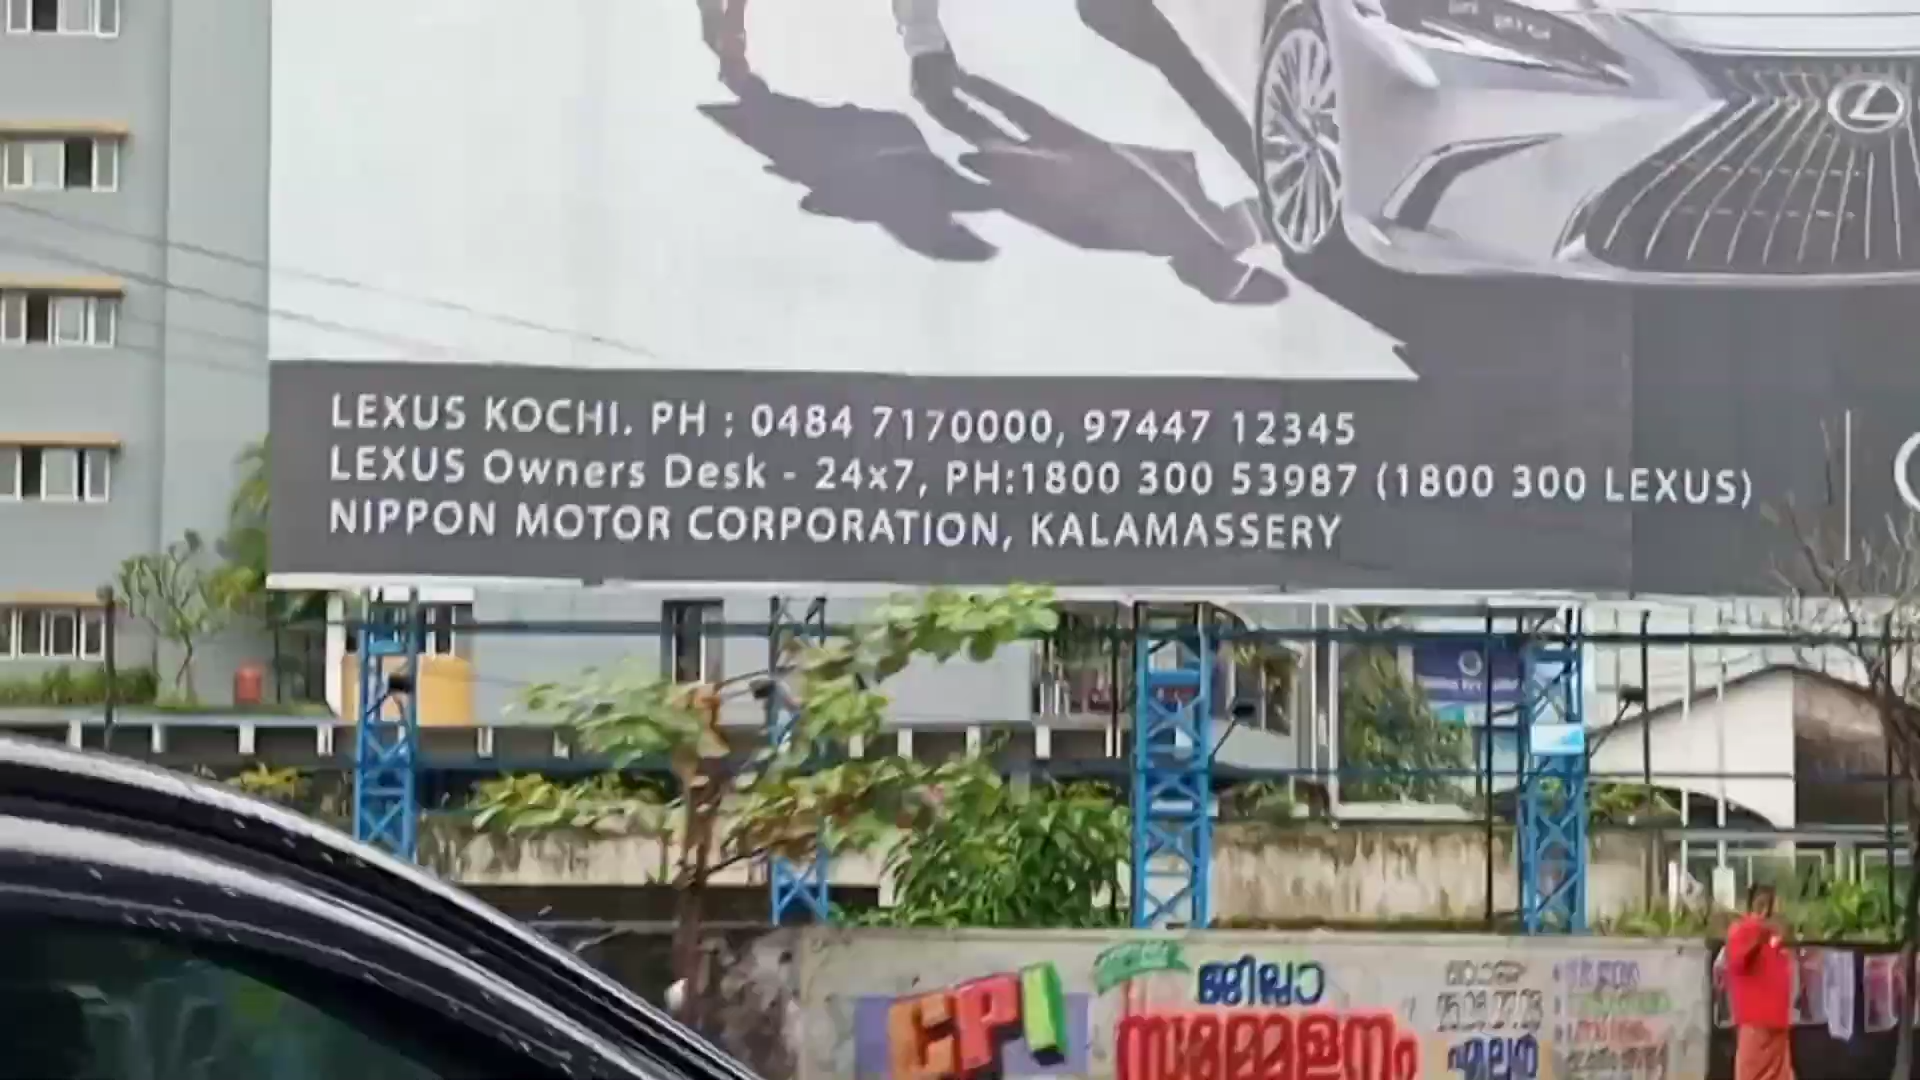 LEXUS KOCHI. PH : 0484 7170000, 97447 12345
LEXUS Owners Desk - 24x7, PH:1800 300 53987 (1800 300 LEXUS)
NIPPON MOTOR CORPORATION, KALAMASSERY
CPI
ജില്ലാ
സമ്മേളനം